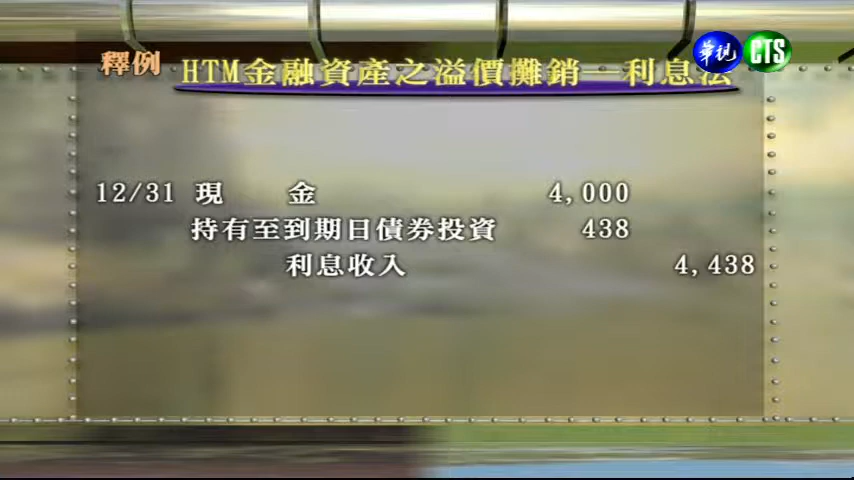 華視 CTS
釋例 HTM金融資產之溢價攤銷—利息法
12/31 現 金 4,000
持有至到期日債券投資 438
利息收入 4,438